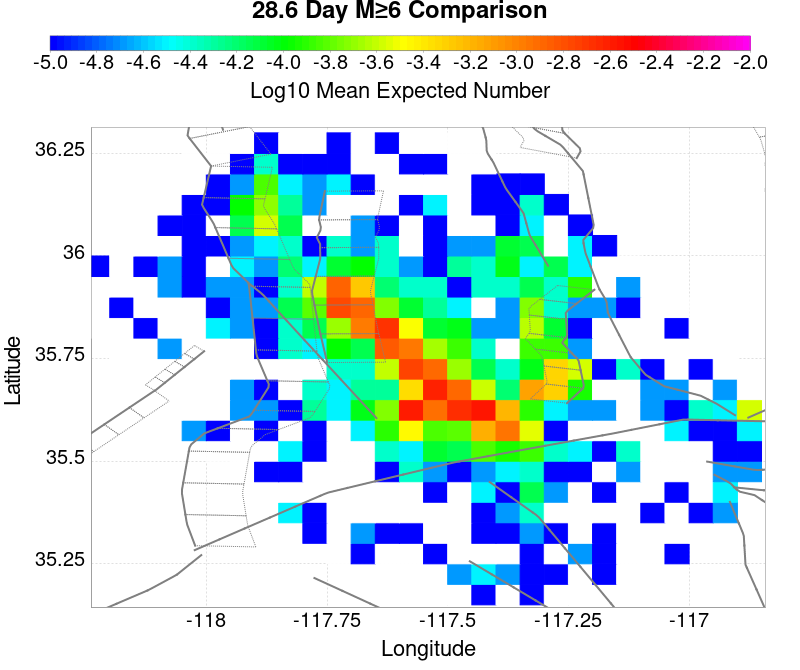 28.6 Day M≥6 Comparison
-5.0 -4.8 -4.6 -4.4 -4.2 -4.0 -3.8 -3.6 -3.4 -3.2 -3.0 -2.8 -2.6 -2.4 -2.2 -2.0
Log10 Mean Expected Number
36.25
36
35.75
35.5
35.25
Latitude
-118 -117.75 -117.5 -117.25 -117
Longitude